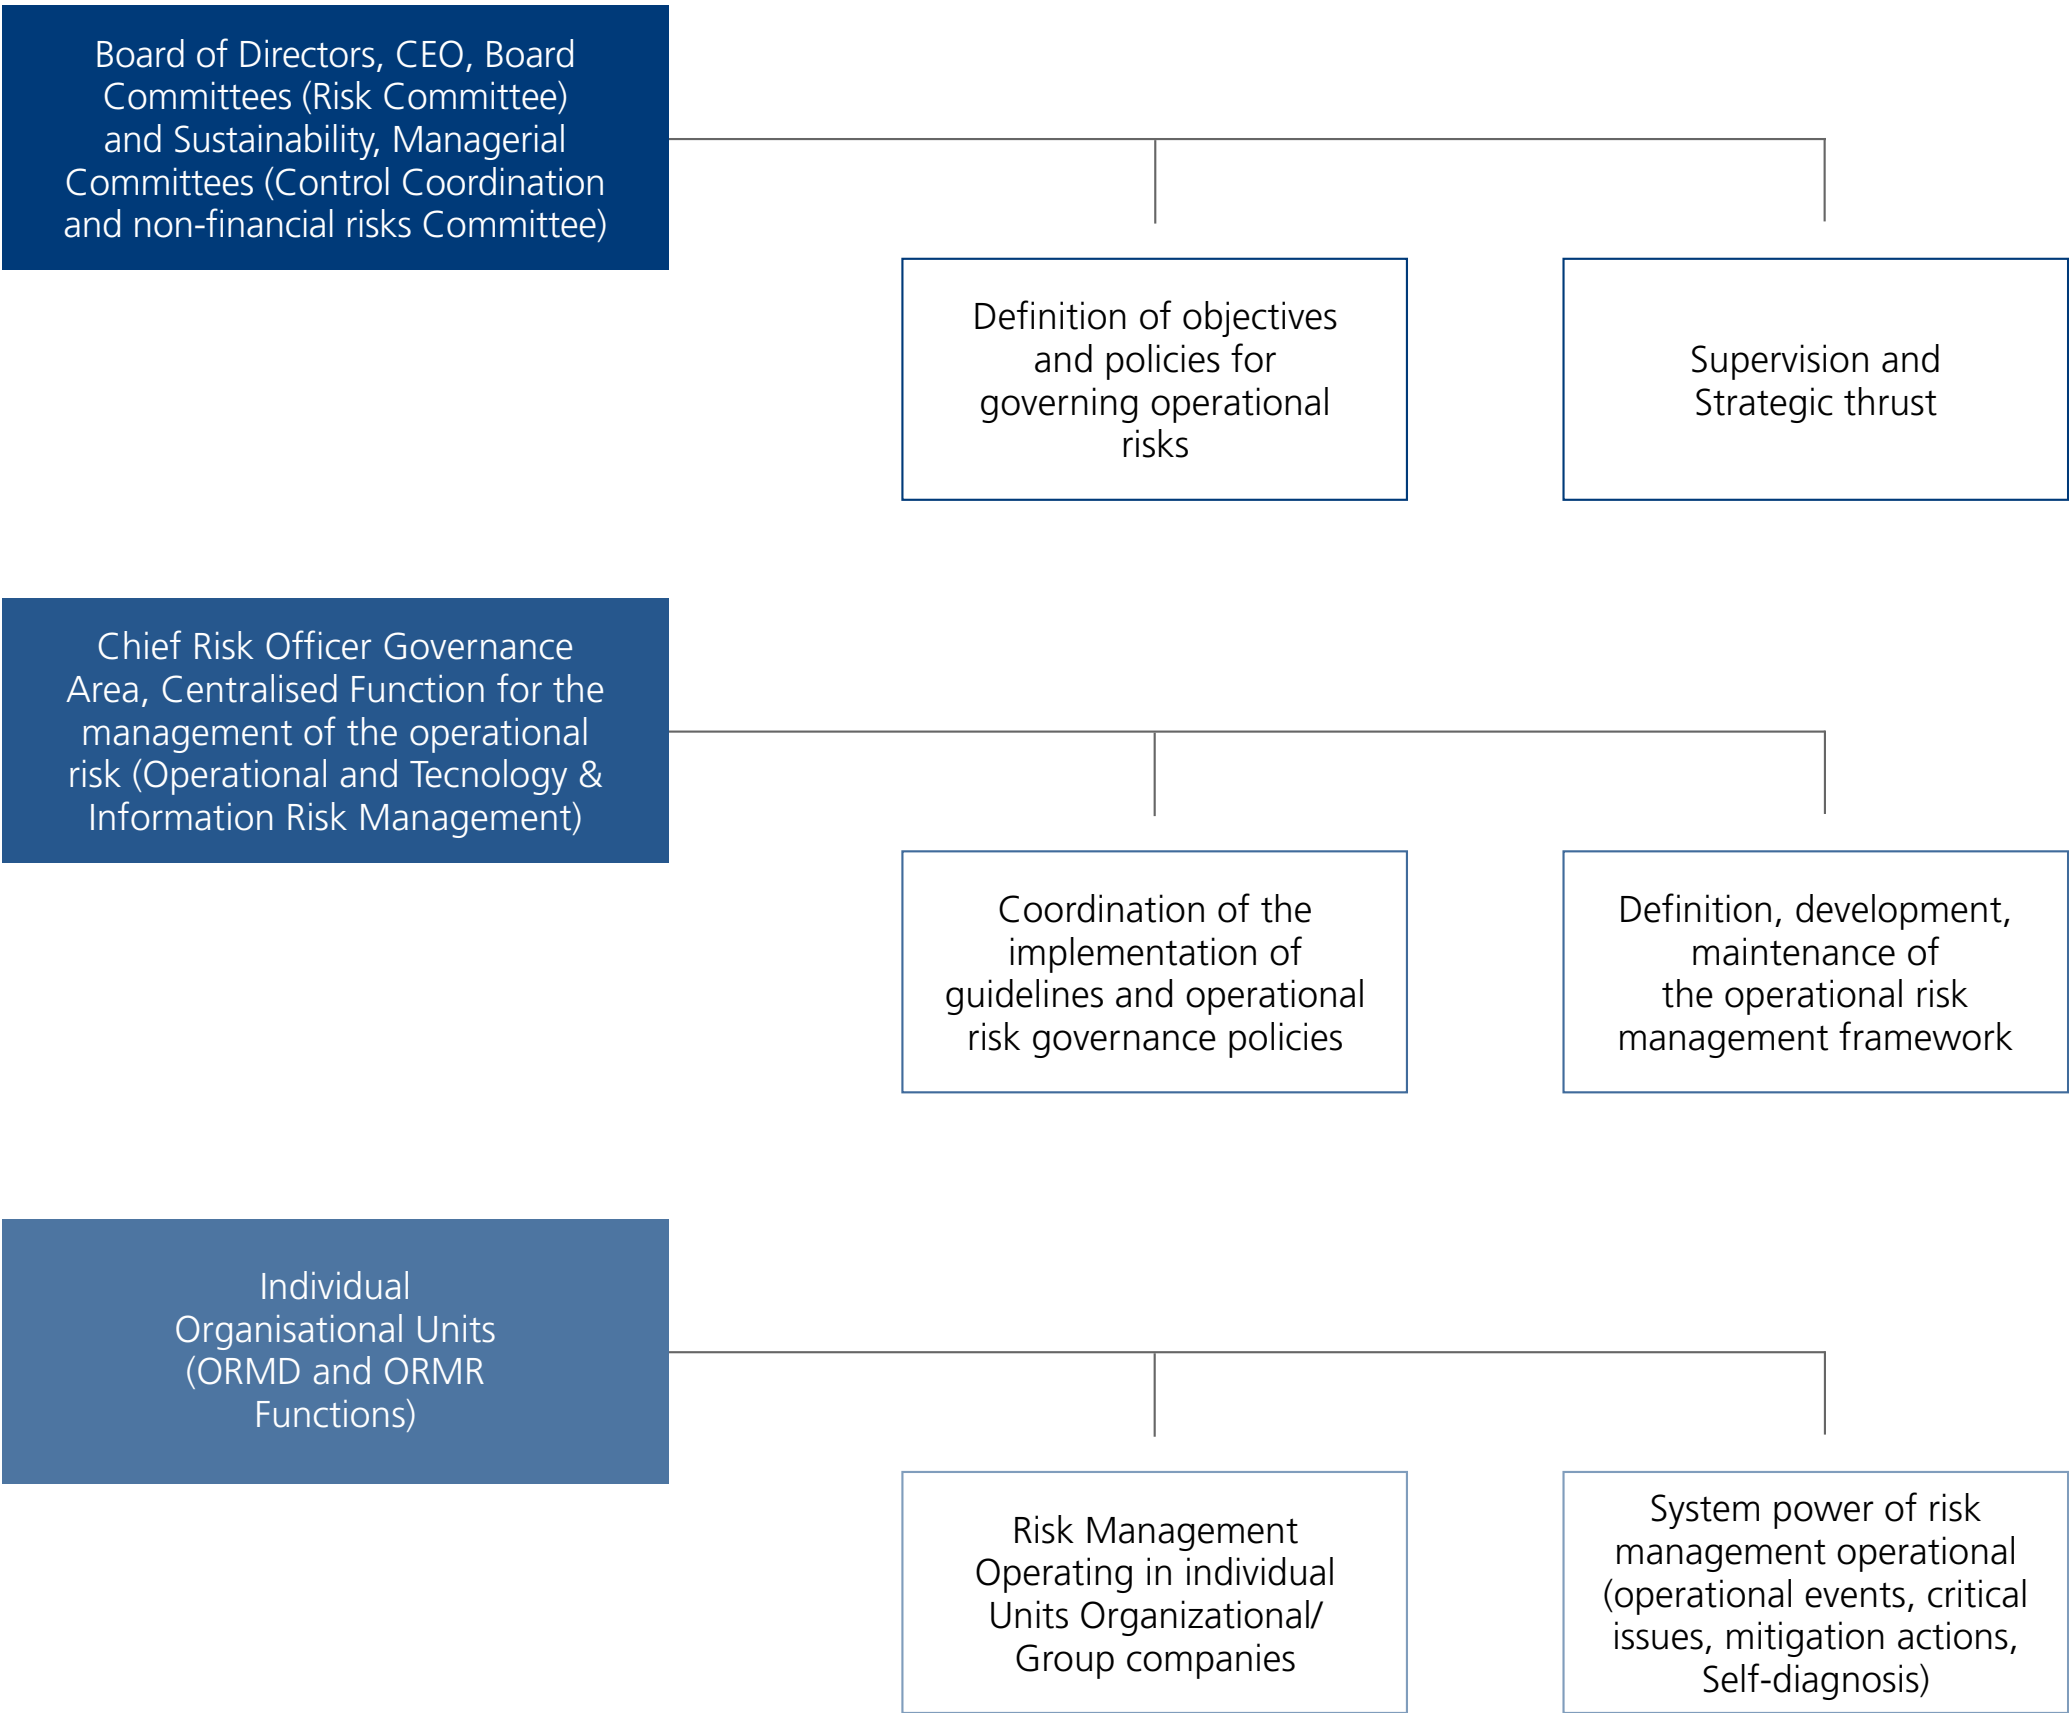 Board of Directors, CEO, Board
Committees (Risk Committee)
and Sustainability, Managerial
Committees (Control Coordination
and non-financial risks Committee)
Definition of objectives
and policies for
governing operational
risks
Supervision and
Strategic thrust
Chief Risk Officer Governance
Area, Centralised Function for the
management of the operational
risk (Operational and Tecnology &
Information Risk Management)
Coordination of the
implementation of
guidelines and operational
risk governance policies
Definition, development,
maintenance of
the operational risk
management framework
Individual
Organisational Units
(ORMD and ORMR
Functions)
Risk Management
Operating in individual
Units Organizational/
Group companies
System power of risk
management operational
(operational events, critical
issues, mitigation actions,
Self-diagnosis)